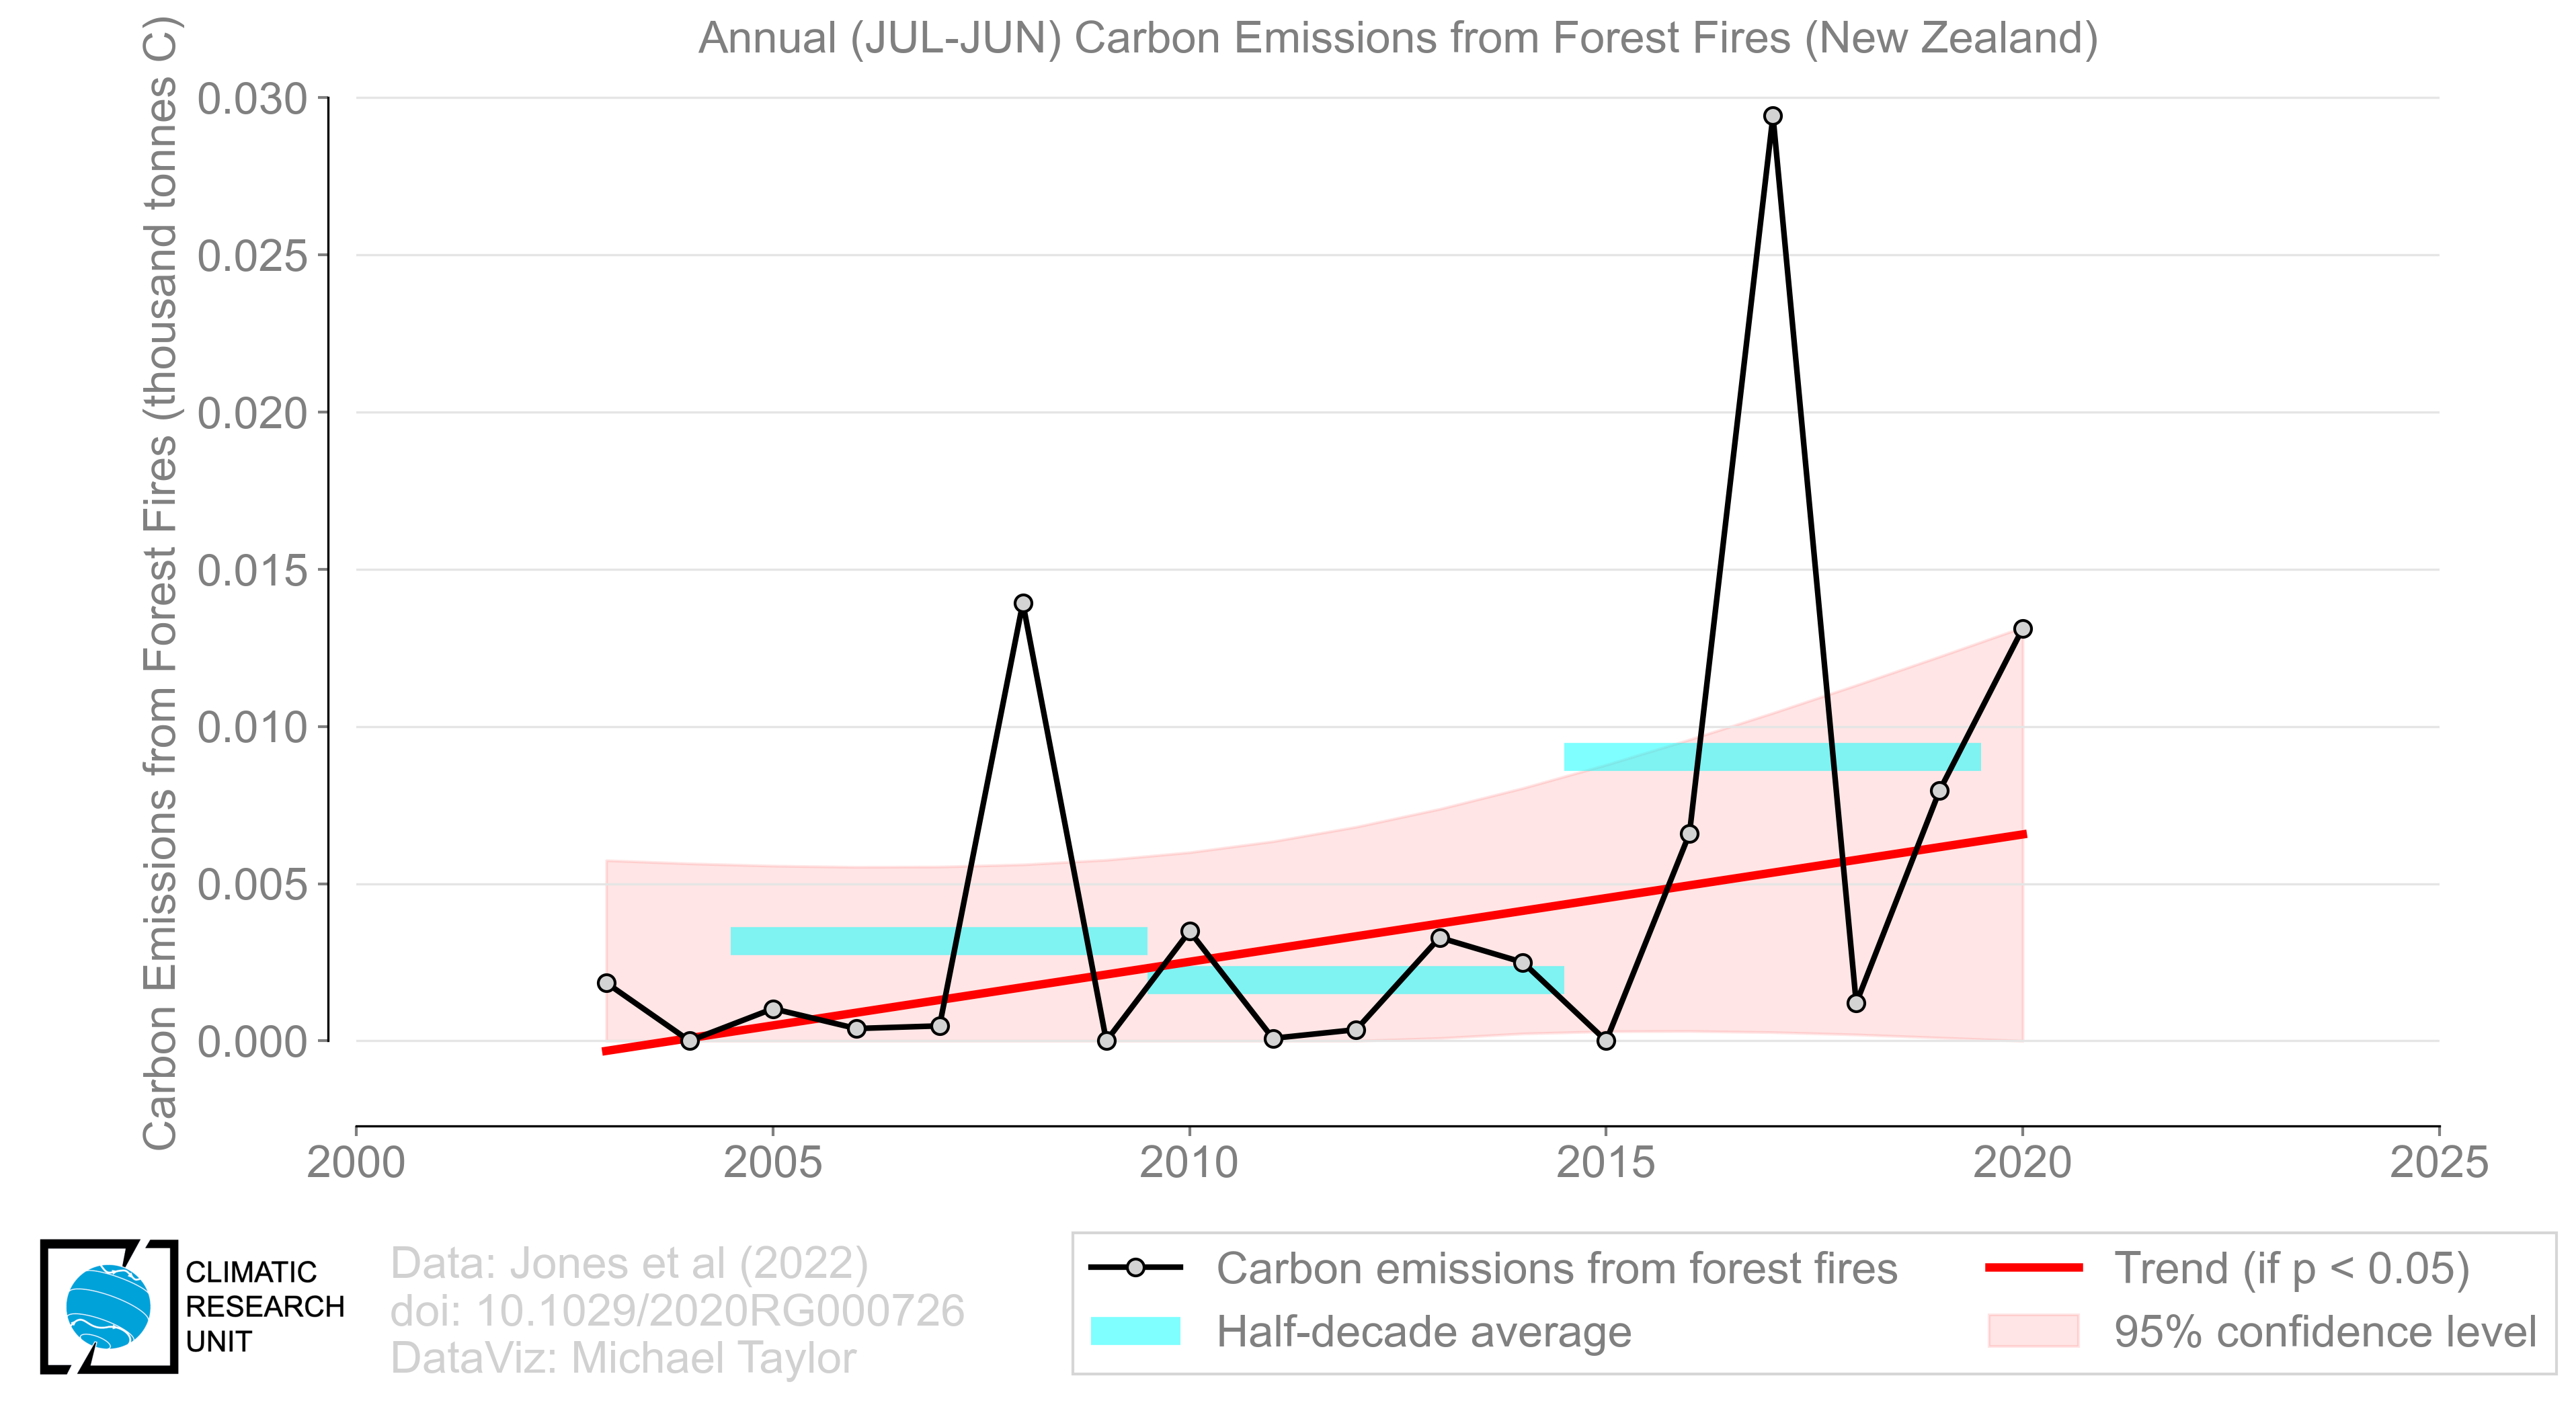 Annual (JUL-JUN) Carbon Emissions from Forest Fires (New Zealand)
Carbon Emissions from Forest Fires (thousand tonnes C)
0.030
0.025
0.020
0.015
0.010
0.005
0.000
2000 2005 2010 2015 2020 2025
CLIMATIC
RESEARCH
UNIT
Data: Jones et al (2022)
doi: 10.1029/2020RG000726
DataViz: Michael Taylor
Carbon emissions from forest fires
Half-decade average
Trend (if p < 0.05)
95% confidence level